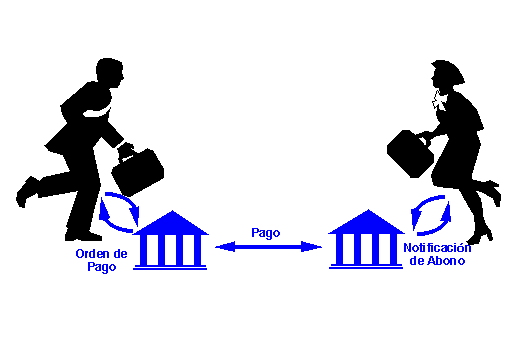 Orden de
Pago
Pago
Notificación
de Abono